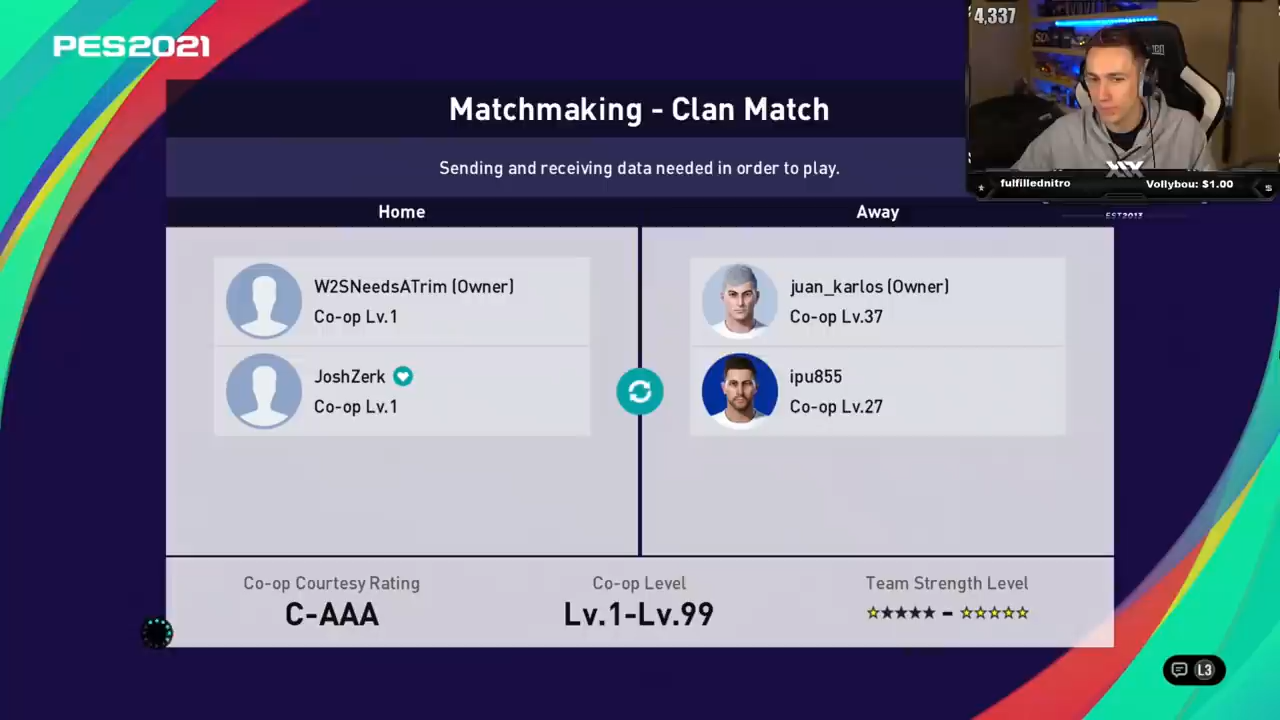 PES2021
4,337
Matchmaking - Clan Match
Sending and receiving data needed in order to play.
fulfillednitro
Vollybou: $1.00
EST2013
Home
Away
W2SNeedsATrim (Owner)
Co-op Lv.1
JoshZerk
Co-op Lv.1
juan_karlos (Owner)
Co-op Lv.37
ipu855
Co-op Lv.27
Co-op Courtesy Rating
C-AAA
Co-op Level
Lv.1-Lv.99
Team Strength Level
L3